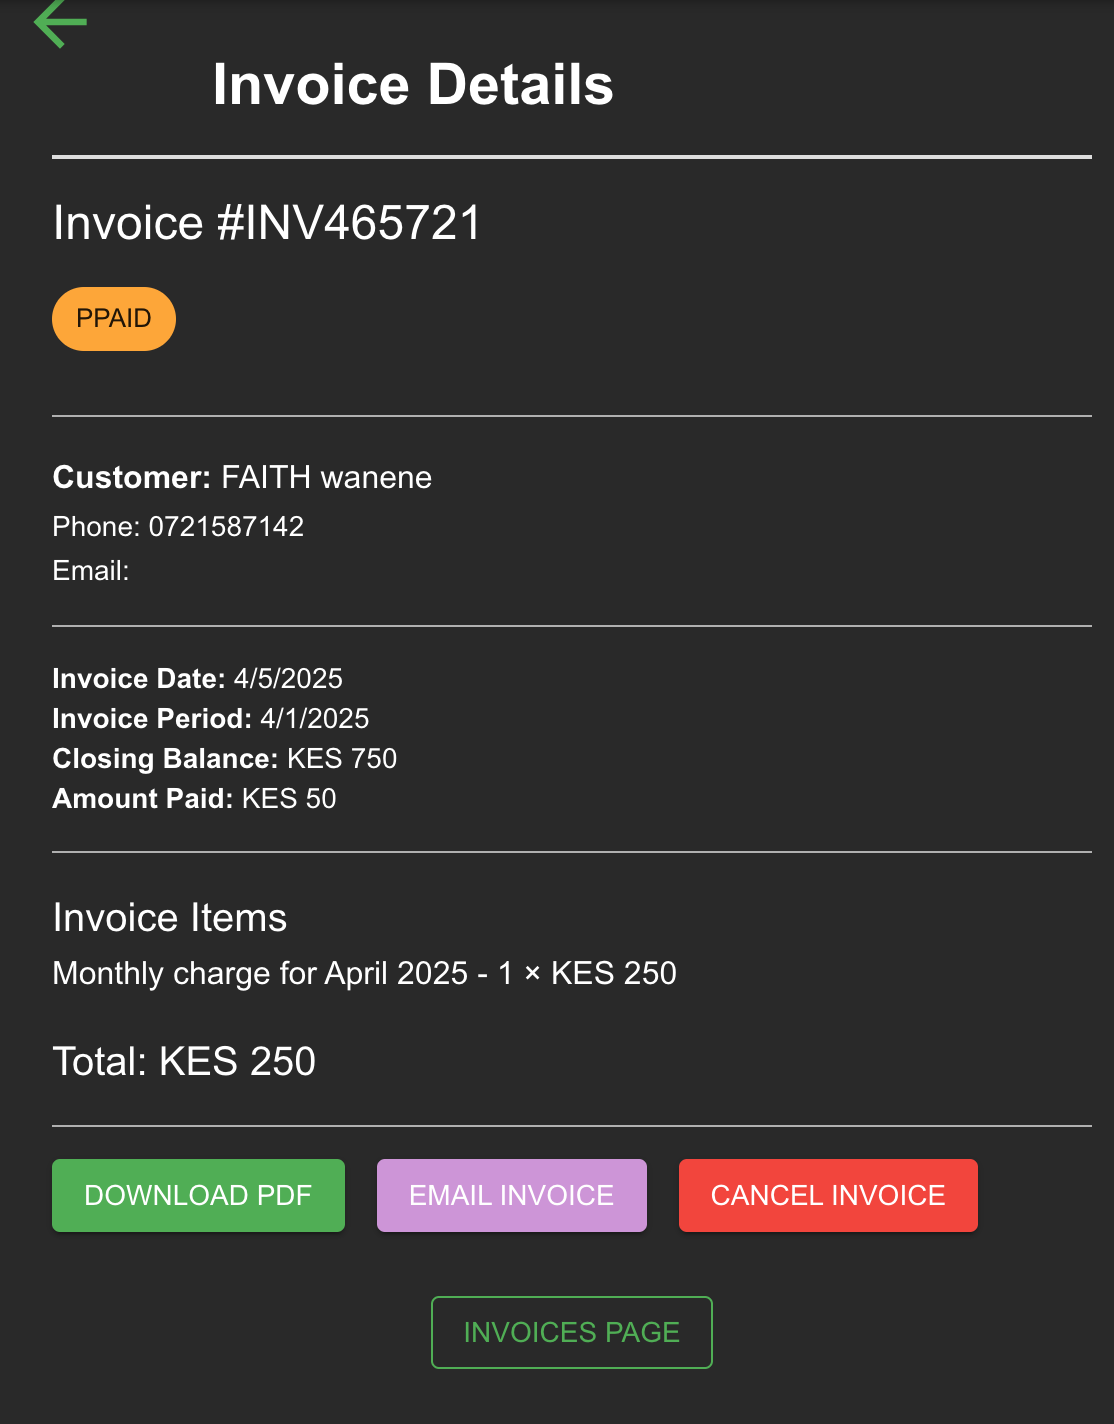 Invoice Details
Invoice #INV465721
PPAID
Customer: FAITH wanene
Phone: 0721587142
Email:
Invoice Date: 4/5/2025
Invoice Period: 4/1/2025
Closing Balance: KES 750
Amount Paid: KES 50
Invoice Items
Monthly charge for April 2025 - 1 × KES 250
Total: KES 250
DOWNLOAD PDF
EMAIL INVOICE
CANCEL INVOICE
INVOICES PAGE